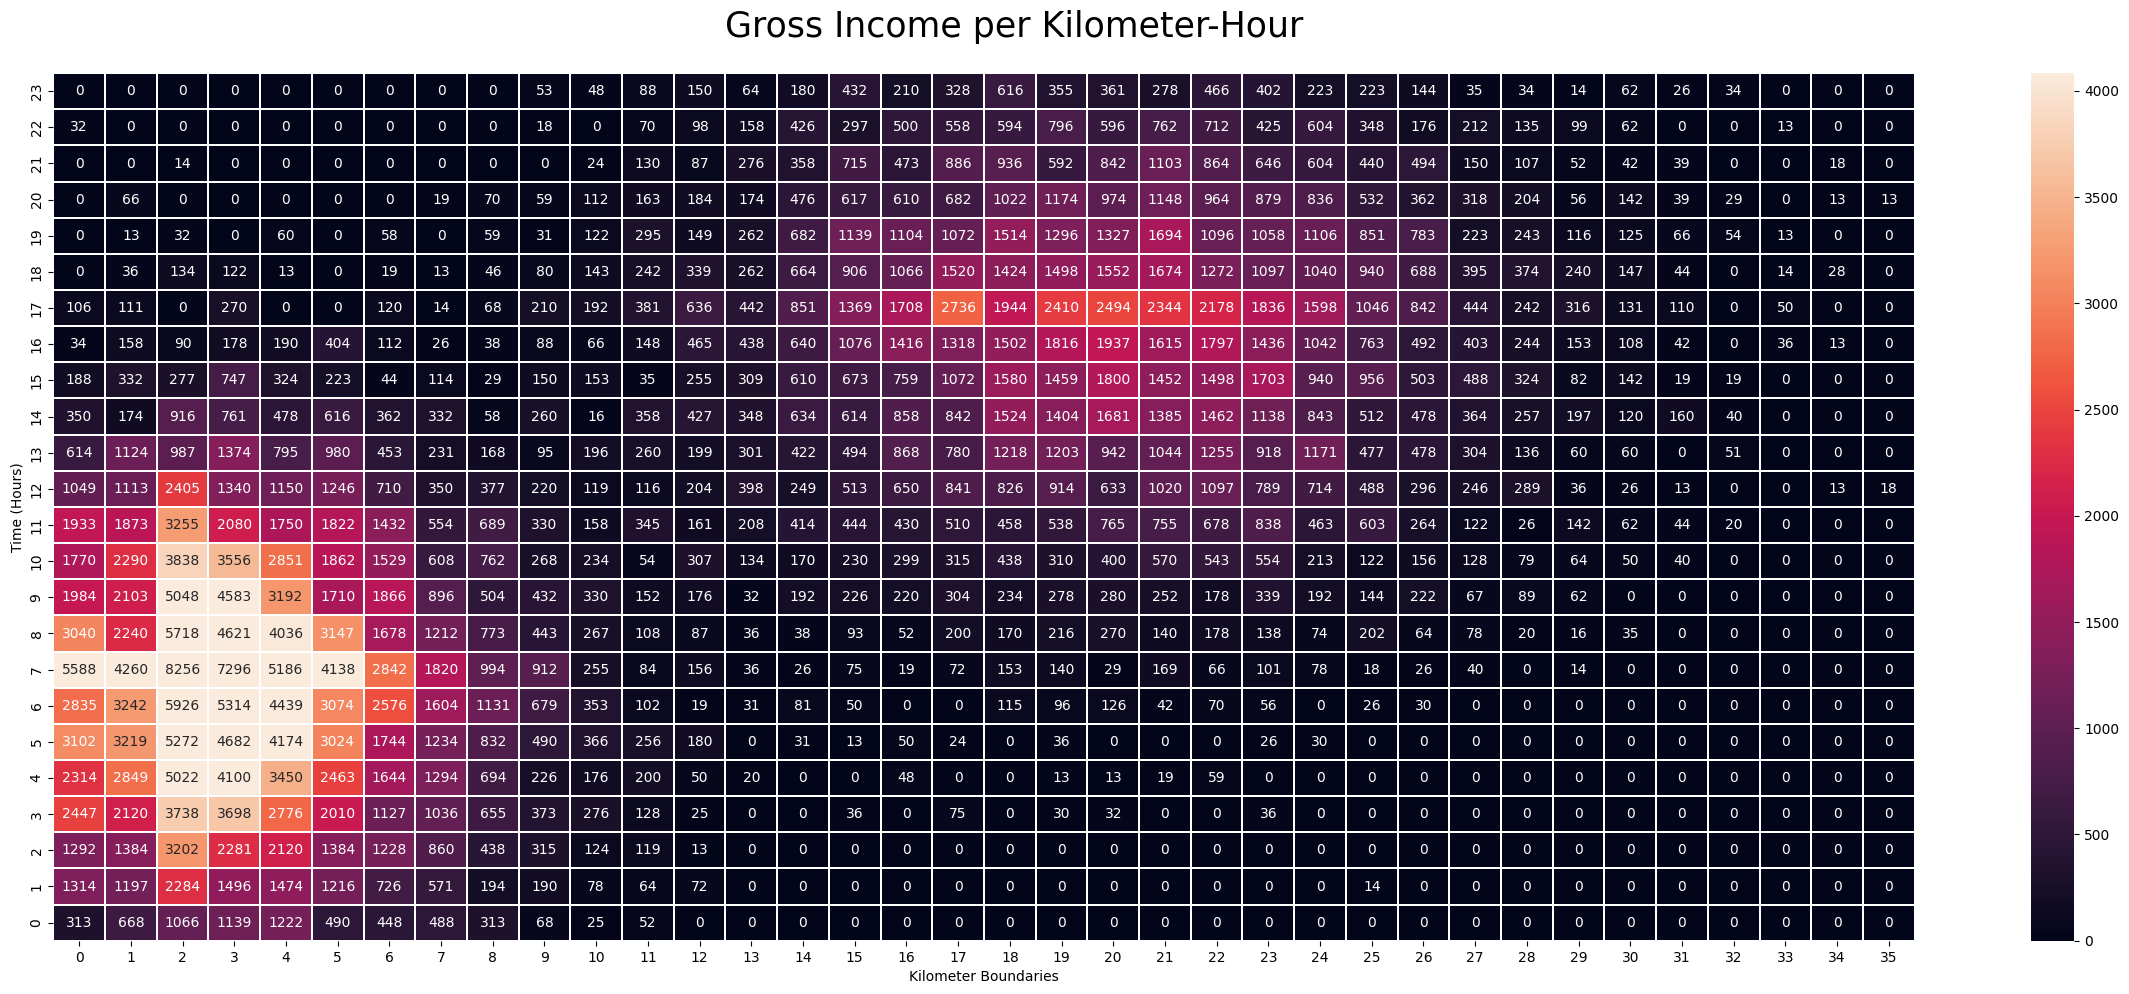 Gross Income per Kilometer-Hour
23 0 0 0 0 0 0 0 0 0 53 48 88 150 64 180 432 210 328 616 355 361 278 466 402 223 223 144 35 34 14 62 26 34 0 0 0
22 32 0 0 0 0 0 0 0 0 18 0 70 98 158 426 297 500 558 594 796 596 762 712 425 604 348 176 212 135 99 62 0 0 13 0 0
21 0 0 14 0 0 0 0 0 0 0 24 130 87 276 358 715 473 886 936 592 842 1103 864 646 604 440 494 150 107 52 42 39 0 0 18 0
20 0 66 0 0 0 0 0 19 70 59 112 163 184 174 476 617 610 682 1022 1174 974 1148 964 879 836 532 362 318 204 56 142 39 29 0 13 13
19 0 13 32 0 60 0 58 0 59 31 122 295 149 262 682 1139 1104 1072 1514 1296 1327 1694 1096 1058 1106 851 783 223 243 116 125 66 54 13 0 0
18 0 36 134 122 13 0 19 13 46 80 143 242 339 262 664 906 1066 1520 1424 1498 1552 1674 1272 1097 1040 940 688 395 374 240 147 44 0 14 28 0
17 106 111 0 270 0 0 120 14 68 210 192 381 636 442 851 1369 1708 2736 1944 2410 2494 2344 2178 1836 1598 1046 842 444 242 316 131 110 0 50 0 0
16 34 158 90 178 190 404 112 26 38 88 66 148 465 438 640 1076 1416 1318 1502 1816 1937 1615 1797 1436 1042 763 492 403 244 153 108 42 0 36 13 0
15 188 332 277 747 324 223 44 114 29 150 153 35 255 309 610 673 759 1072 1580 1459 1800 1452 1498 1703 940 956 503 488 324 82 142 19 19 0 0 0
14 350 174 916 761 478 616 362 332 58 260 16 358 427 348 634 614 858 842 1524 1404 1681 1385 1462 1138 843 512 478 364 257 197 120 160 40 0 0 0
13 614 1124 987 1374 795 980 453 231 168 95 196 260 199 301 422 494 868 780 1218 1203 942 1044 1255 918 1171 477 478 304 136 60 60 0 51 0 0 0
12 1049 1113 2405 1340 1150 1246 710 350 377 220 119 116 204 398 249 513 650 841 826 914 633 1020 1097 789 714 488 296 246 289 36 26 13 0 0 13 18
11 1933 1873 3255 2080 1750 1822 1432 554 689 330 158 345 161 208 414 444 430 510 458 538 765 755 678 838 463 603 264 122 26 142 62 44 20 0 0 0
10 1770 2290 3838 3556 2851 1862 1529 608 762 268 234 54 307 134 170 230 299 315 438 310 400 570 543 554 213 122 156 128 79 64 50 40 0 0 0 0
9 1984 2103 5048 4583 3192 1710 1866 896 504 432 330 152 176 32 192 226 220 304 234 278 280 252 178 339 192 144 222 67 89 62 0 0 0 0 0 0
8 3040 2240 5718 4621 4036 3147 1678 1212 773 443 267 108 87 36 38 93 52 200 170 216 270 140 178 138 74 202 64 78 20 16 35 0 0 0 0 0
7 5588 4260 8256 7296 5186 4138 2842 1820 994 912 255 84 156 36 26 75 19 72 153 140 29 169 66 101 78 18 26 40 0 14 0 0 0 0 0 0
6 2835 3242 5926 5314 4439 3074 2576 1604 1131 679 353 102 19 31 81 50 0 0 115 96 126 42 70 56 0 26 30 0 0 0 0 0 0 0 0 0
5 3102 3219 5272 4682 4174 3024 1744 1234 832 490 366 256 180 0 31 13 50 24 0 36 0 0 0 26 30 0 0 0 0 0 0 0 0 0 0 0
4 2314 2849 5022 4100 3450 2463 1644 1294 694 226 176 200 50 20 0 0 48 0 0 13 13 19 59 0 0 0 0 0 0 0 0 0 0 0 0 0
3 2447 2120 3738 3698 2776 2010 1127 1036 655 373 276 128 25 0 0 36 0 75 0 30 32 0 0 36 0 0 0 0 0 0 0 0 0 0 0 0
2 1292 1384 3202 2281 2120 1384 1228 860 438 315 124 119 13 0 0 0 0 0 0 0 0 0 0 0 0 0 0 0 0 0 0 0 0 0 0 0
1 1314 1197 2284 1496 1474 1216 726 571 194 190 78 64 72 0 0 0 0 0 0 0 0 0 0 0 0 14 0 0 0 0 0 0 0 0 0 0
0 313 668 1066 1139 1222 490 448 488 313 68 25 52 0 0 0 0 0 0 0 0 0 0 0 0 0 0 0 0 0 0 0 0 0 0 0 0
0 1 2 3 4 5 6 7 8 9 10 11 12 13 14 15 16 17 18 19 20 21 22 23 24 25 26 27 28 29 30 31 32 33 34 35
Kilometer Boundaries
Time (Hours)
4000
3500
3000
2500
2000
1500
1000
500
0